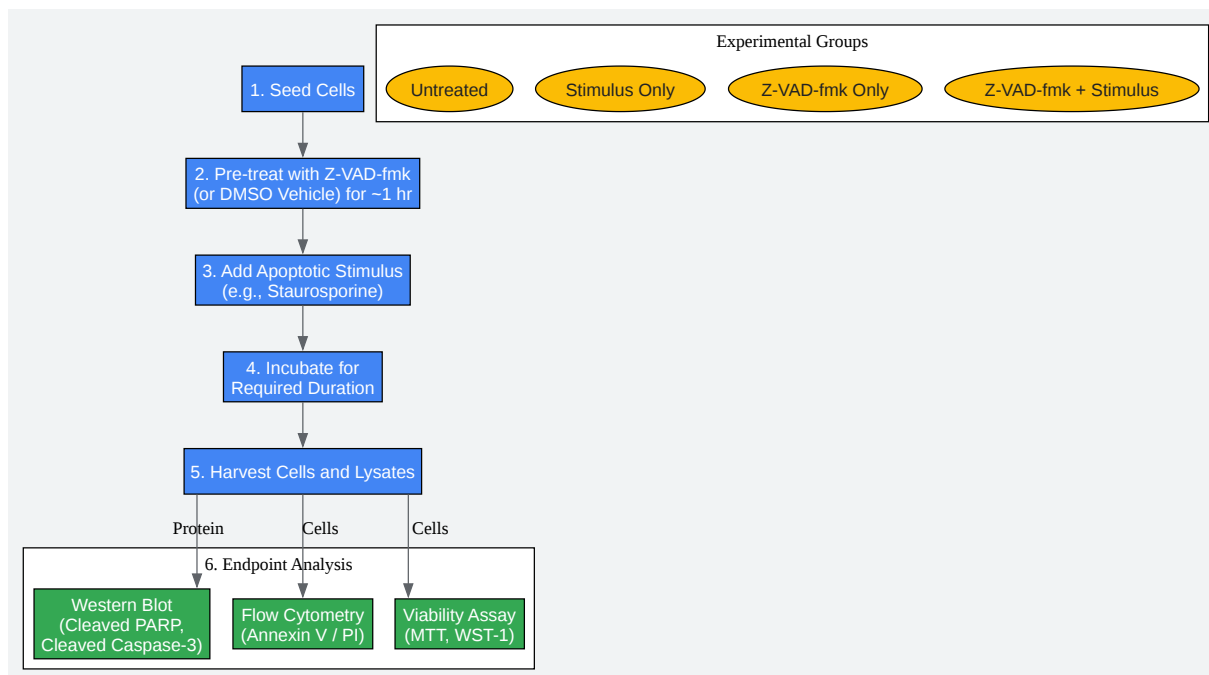 Experimental Groups
1. Seed Cells
Untreated
Stimulus Only
Z-VAD-fmk Only
Z-VAD-fmk + Stimulus
2. Pre-treat with Z-VAD-fmk
(or DMSO Vehicle) for ~1 hr
3. Add Apoptotic Stimulus
(e.g., Staurosporine)
4. Incubate for
Required Duration
5. Harvest Cells and Lysates
Protein
Cells
Cells
6. Endpoint Analysis
Western Blot
(Cleaved PARP,
Cleaved Caspase-3)
Flow Cytometry
(Annexin V / PI)
Viability Assay
(MTT, WST-1)